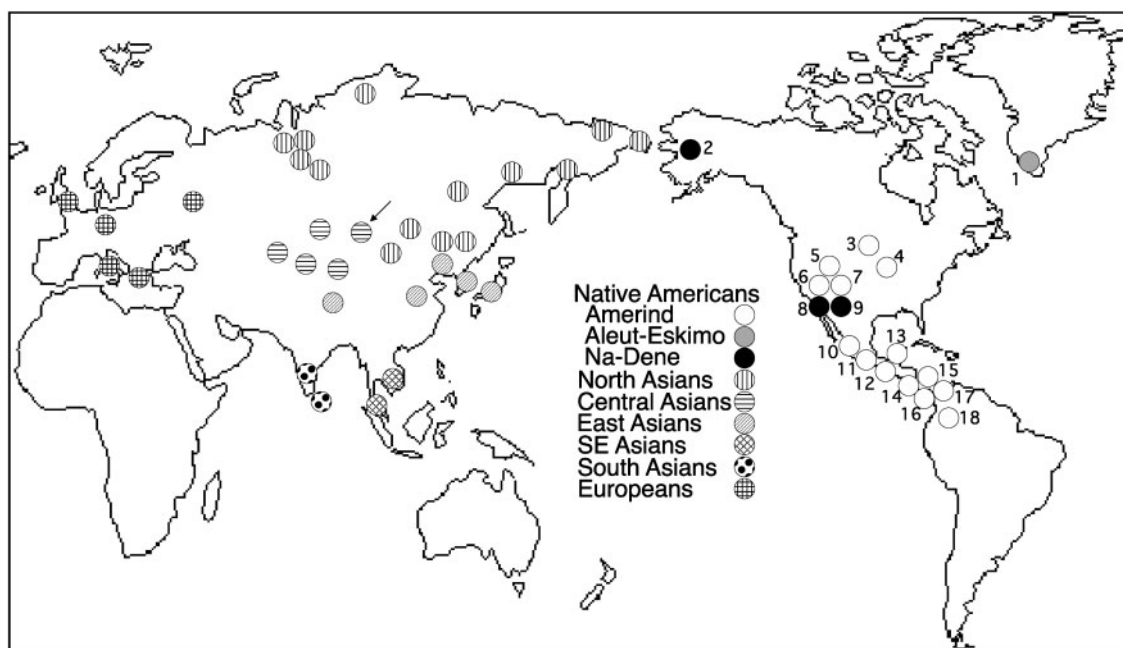 1
2
3
4
5
6
7
8
9
10
11
12
13
14
15
16
17
18
Native Americans
Amerind
Aleut-Eskimo
Na-Dene
North Asians
Central Asians
East Asians
SE Asians
South Asians
Europeans